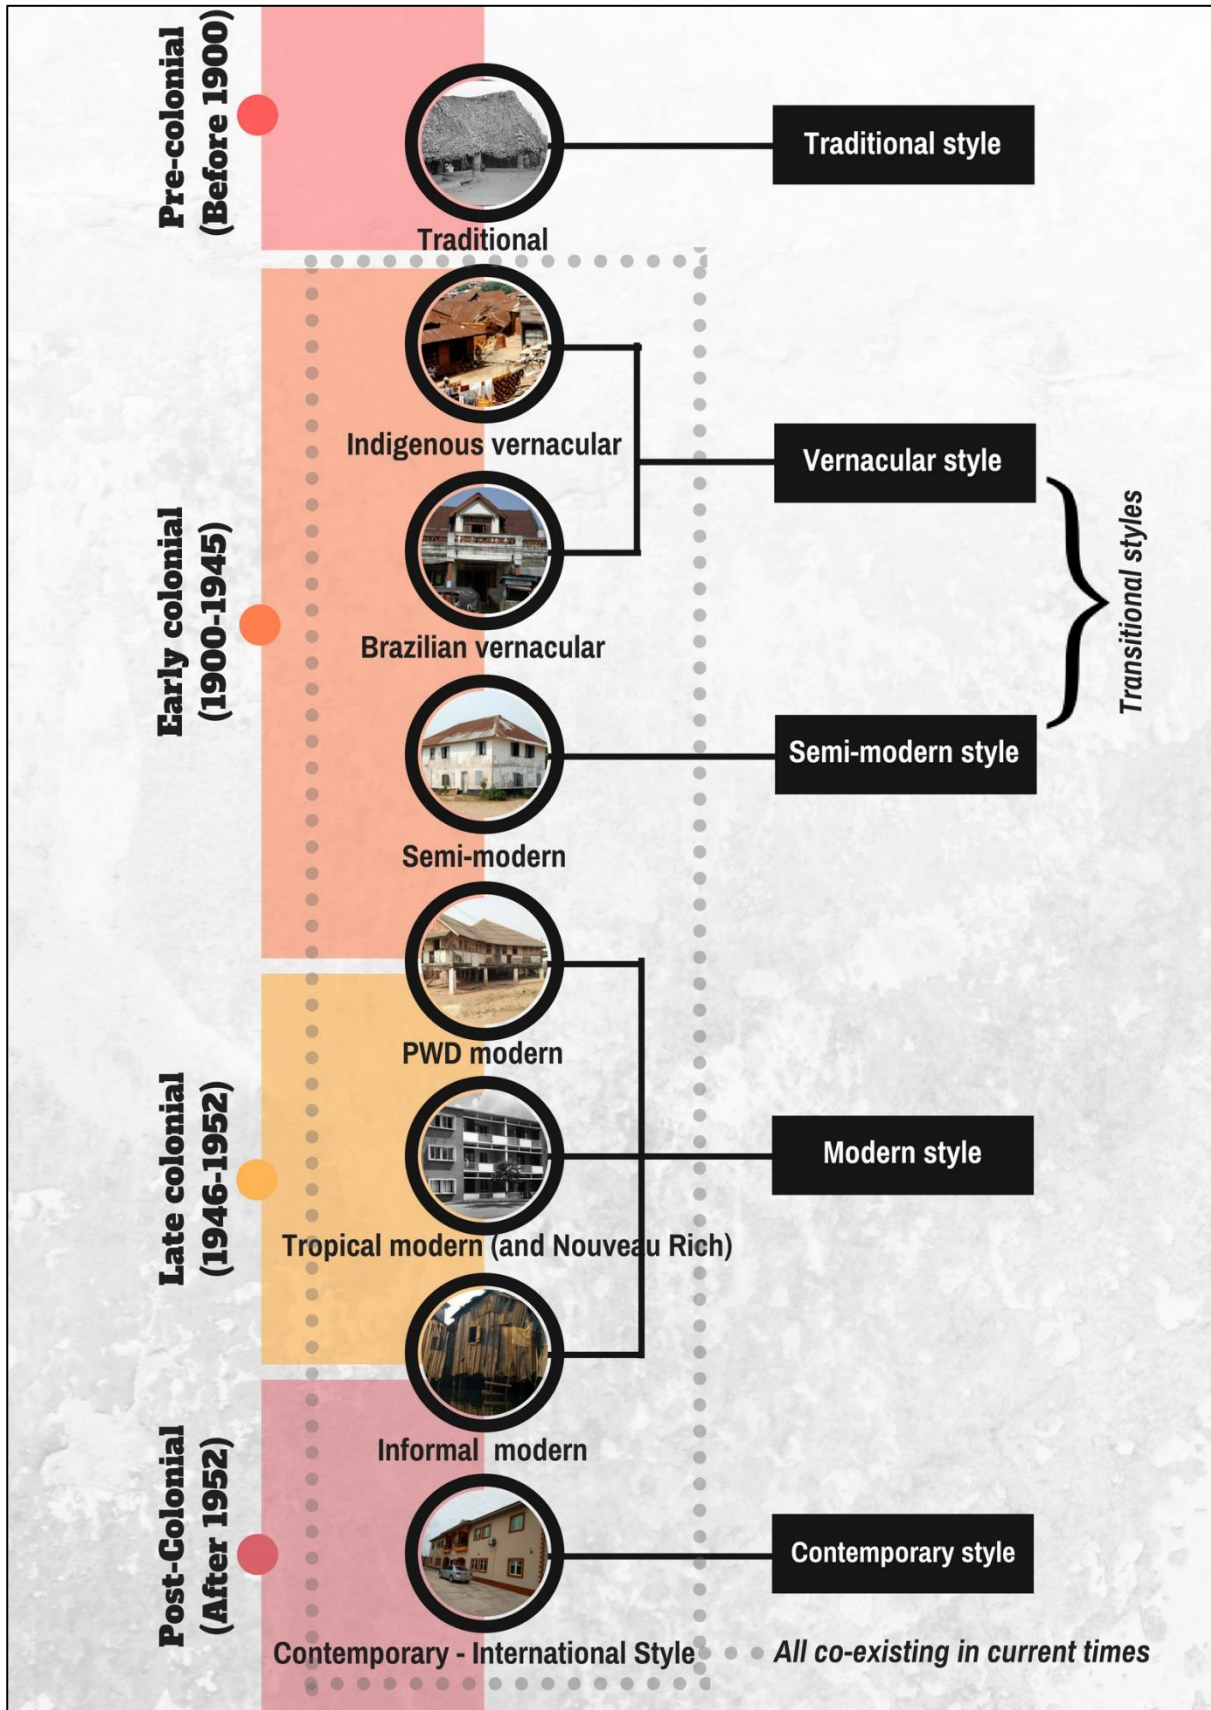 Pre-colonial
(Before 1900)
Traditional
Traditional style
Early colonial
(1900-1945)
Indigenous vernacular
Vernacular style
Brazilian vernacular
Transitional styles
Semi-modern
Semi-modern style
PWD modern
Late colonial
(1946-1952)
Tropical modern (and Nouveau Rich)
Modern style
Informal modern
Post-Colonial
(After 1952)
Contemporary style
Contemporary - International Style
All co-existing in current times